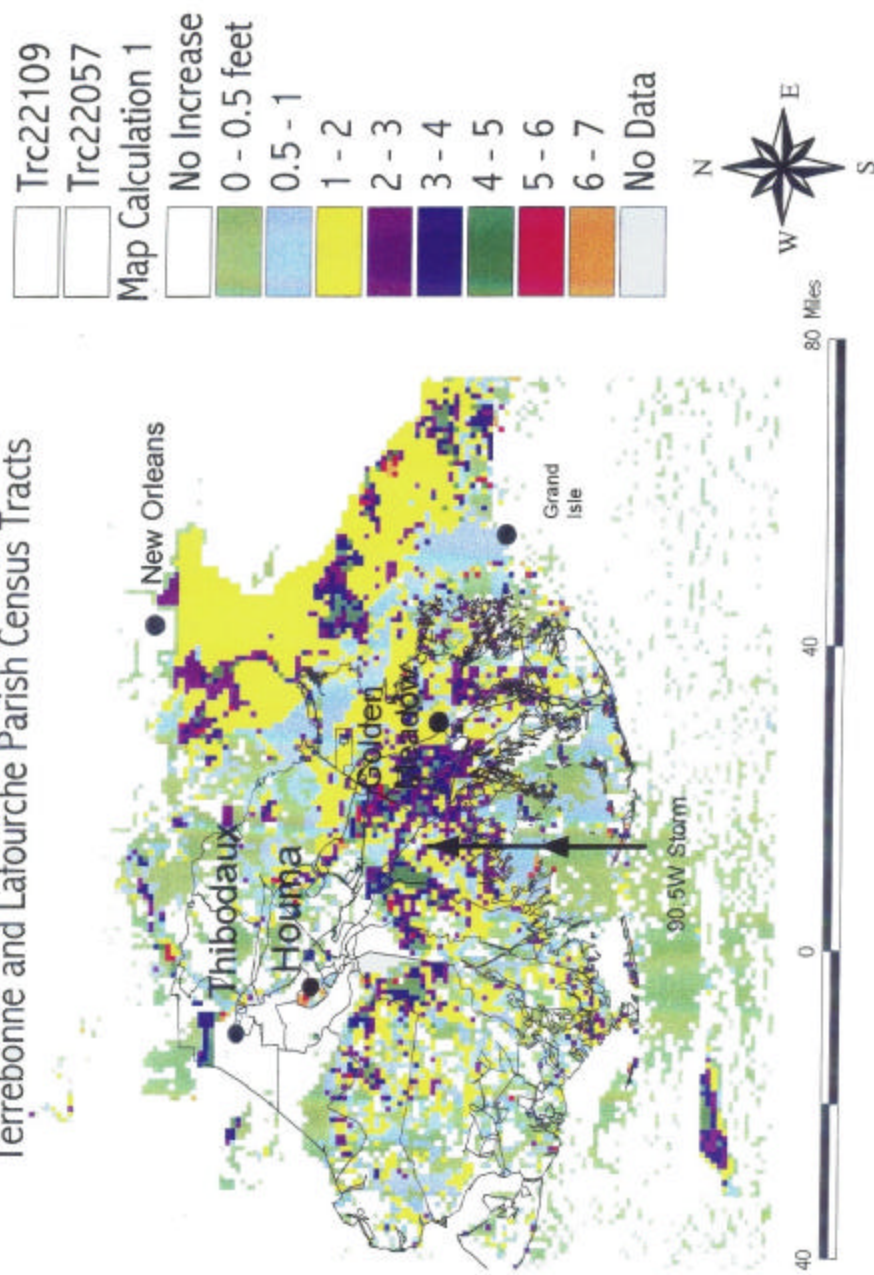 Terrebonne and Latourche Parish Census Tracts
New Orleans
Thibodaux
Houma
Golden
Meadow
Grand
Isle
90.5W Storm
40
0
40
80 Miles
Trc22109
Trc22057
Map Calculation 1
No Increase
0 - 0.5 feet
0.5 - 1
1 - 2
2 - 3
3 - 4
4 - 5
5 - 6
6 - 7
No Data
N
W
E
S